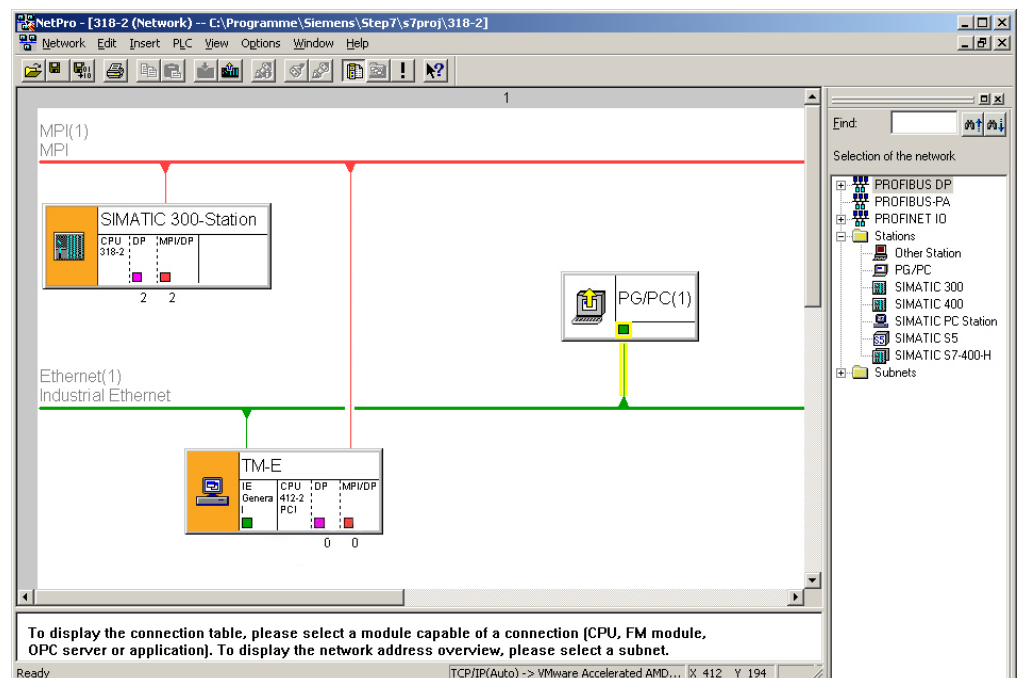 NetPro - [318-2 (Network) -- C:\Programme\Siemens\Step7\s7proj\318-2]
Network Edit Insert PLC View Options Window Help
1
MPI(1)
MPI
SIMATIC 300-Station
CPU 318-2
DP
MPI/DP
2 2
PG/PC(1)
Ethernet(1)
Industrial Ethernet
TM-E
IE General
CPU 412-2 PCI
DP
MPI/DP
0 0
Find:
Selection of the network
PROFIBUS DP
PROFIBUS-PA
PROFINET IO
Stations
Other Station
PG/PC
SIMATIC 300
SIMATIC 400
SIMATIC PC Station
S5 SIMATIC S5
SIMATIC S7-400-H
Subnets
To display the connection table, please select a module capable of a connection (CPU, FM module,
OPC server or application). To display the network address overview, please select a subnet.
Ready TCP/IP(Auto) -> VMware Accelerated AMD... X 412 Y 194